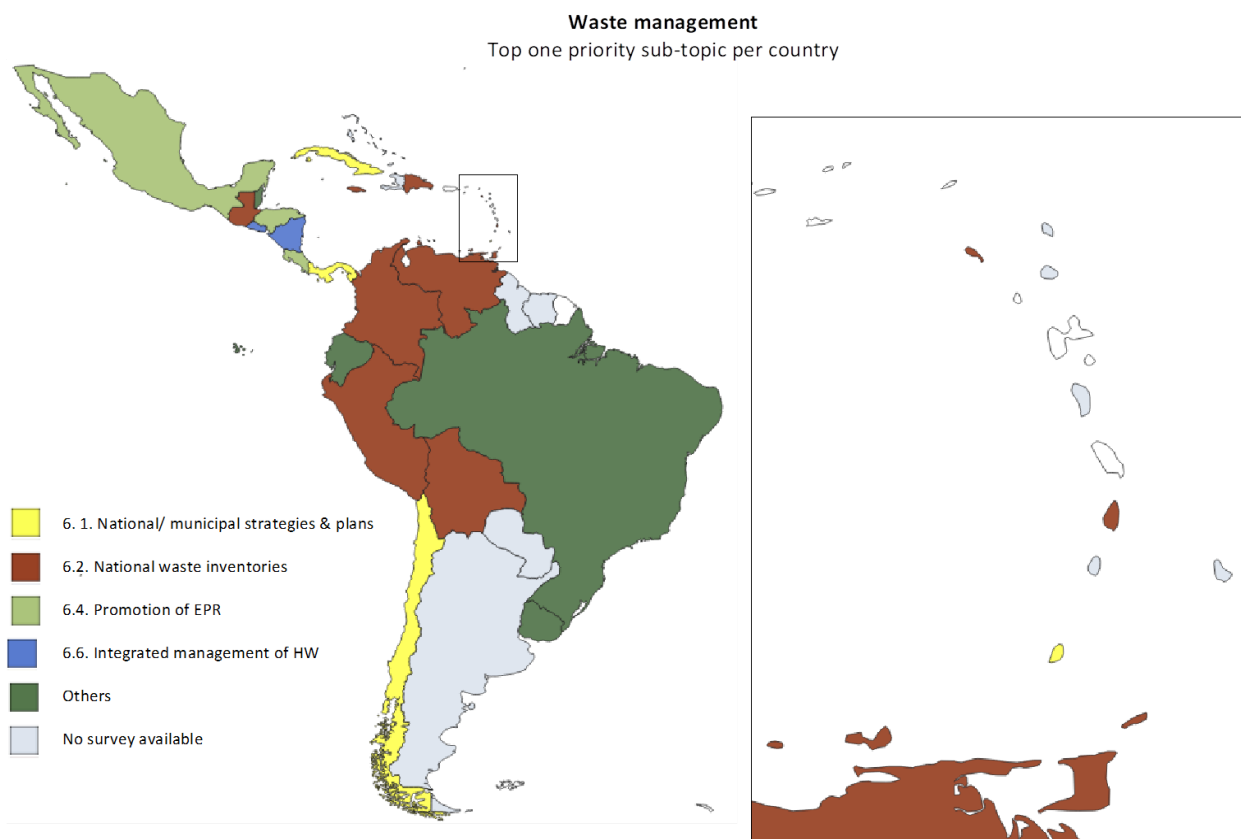 Waste management
Top one priority sub-topic per country
6. 1. National/ municipal strategies & plans
6.2. National waste inventories
6.4. Promotion of EPR
6.6. Integrated management of HW
Others
No survey available